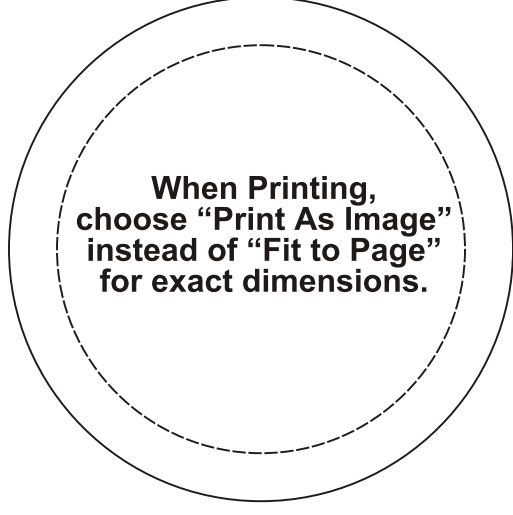 When Printing,
choose “Print As Image”
instead of “Fit to Page”
for exact dimensions.